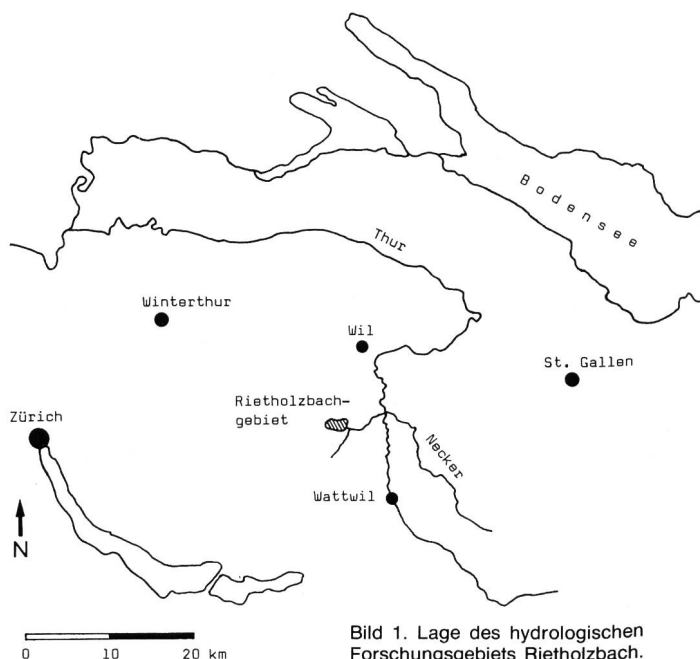 Bodensee
Thur
Winterthur
Wil
St. Gallen
Rietholzbach-
gebiet
Zürich
Necker
Wattwil
N
0 10 20 km
Bild 1. Lage des hydrologischen
Forschungsgebiets Rietholzbach.